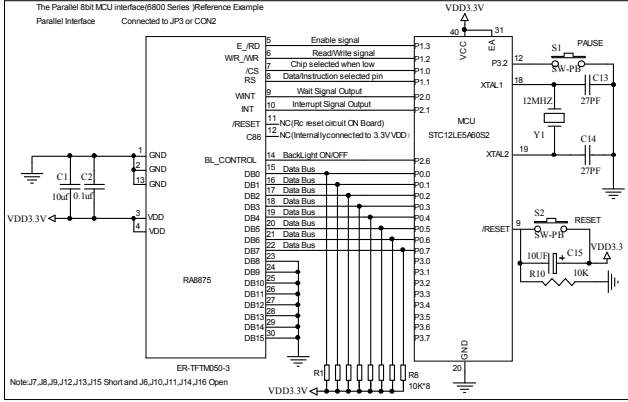 The Parallel 8bit MCU interface(6800 Series )Reference Example
Parallel Interface Connected to JP3 or CON2
VDD3.3V
40 31
VCC EA
E_/RD 5 Enable signal P1.3
W/R_/WR 6 Read/Write signal P1.2
/CS 7 Chip selected when low P1.0
RS 8 Data/Instruction selected pin P1.1
WINT 9 Wait Signal Output P2.0
INT 10 Interrupt Signal Output P2.1
/RESET 11 NC(Rc reset circuit ON Board)
C86 12 NC(Internally connected to 3.3V VDD)
BL_CONTROL 14 BackLight ON/OFF P2.6
DB0 15 Data Bus P0.0
DB1 16 Data Bus P0.1
DB2 17 Data Bus P0.2
DB3 18 Data Bus P0.3
DB4 19 Data Bus P0.4
DB5 20 Data Bus P0.5
DB6 21 Data Bus P0.6
DB7 22 Data Bus P0.7
DB8 23 P3.0
DB9 24 P3.1
DB10 25 P3.2
DB11 26 P3.3
DB12 27 P3.4
DB13 28 P3.5
DB14 29 P3.6
DB15 30 P3.7
1 GND
2 GND
13 GND
C1 C2
10uf 0.1uf
VDD3.3V
3 VDD
4 VDD
RA8875
ER-TFTM050-3
MCU
STC12LE5A60S2
P3.2 12
S1 PAUSE
SW-PB
XTAL1 18
C13
27PF
12MHZ
Y1
XTAL2 19
C14
27PF
/RESET 9
S2 RESET
SW-PB
10UF + C15
VDD3.3
R10 10K
GND
20
R1 R8
10K*8
VDD3.3V
Note:J7,J8,J9,J12,J13,J15 Short and J6,J10,J11,J14,J16 Open